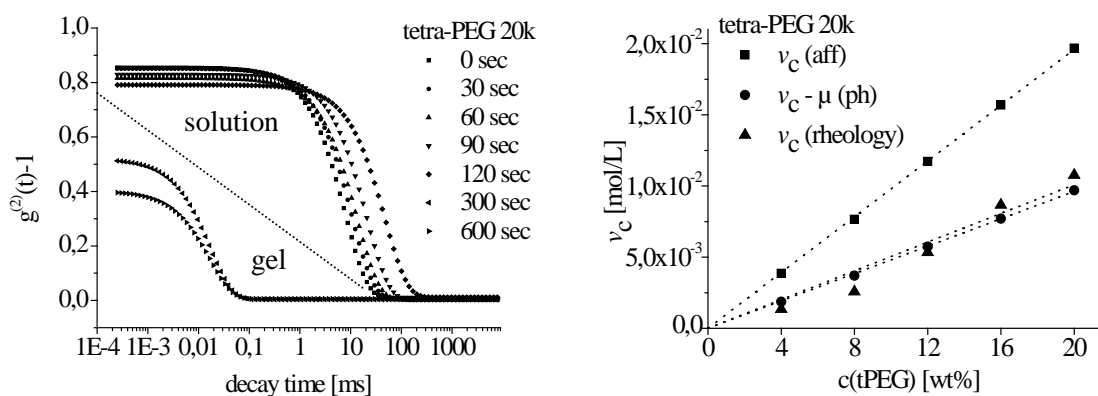 tetra-PEG 20k
0 sec
30 sec
60 sec
90 sec
120 sec
300 sec
600 sec
solution
gel
0,8
0,6
0,4
0,2
0,0
g⁽²⁾(t)-1
1E-4 1E-3 0,01 0,1 1 10 100 1000
decay time [ms]
tetra-PEG 20k
νc (aff)
νc - μ (ph)
νc (rheology)
2,0x10⁻²
1,5x10⁻²
1,0x10⁻²
5,0x10⁻³
0,0
νc [mol/L]
0 4 8 12 16 20
c(tPEG) [wt%]